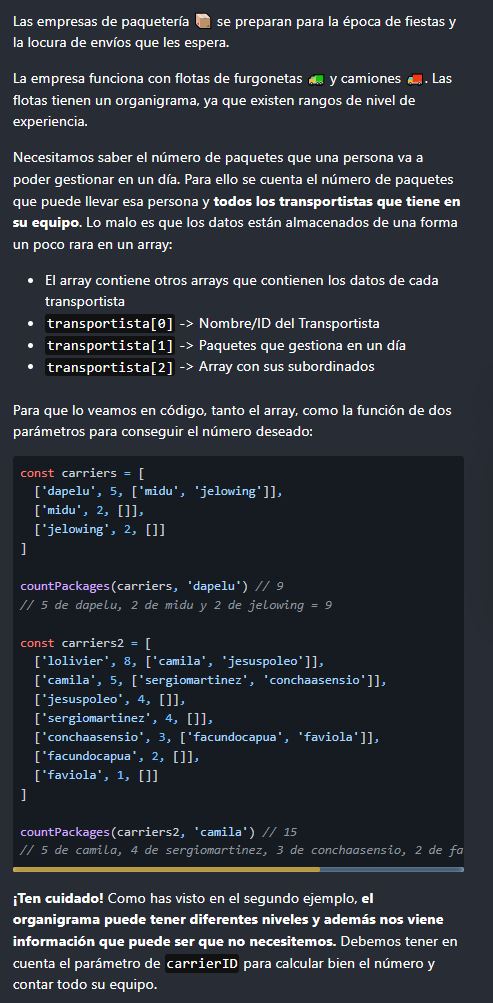 Las empresas de paquetería 📦 se preparan para la época de fiestas y
la locura de envíos que les espera.
La empresa funciona con flotas de furgonetas 🚛 y camiones 🚚. Las
flotas tienen un organigrama, ya que existen rangos de nivel de
experiencia.
Necesitamos saber el número de paquetes que una persona va a
poder gestionar en un día. Para ello se cuenta el número de paquetes
que puede llevar esa persona y todos los transportistas que tiene en
su equipo. Lo malo es que los datos están almacenados de una forma
un poco rara en un array:
• El array contiene otros arrays que contienen los datos de cada
transportista
• transportista[0] -> Nombre/ID del Transportista
• transportista[1] -> Paquetes que gestiona en un día
• transportista[2] -> Array con sus subordinados
Para que lo veamos en código, tanto el array, como la función de dos
parámetros para conseguir el número deseado:
const carriers = [
  ['dapelu', 5, ['midu', 'jelowing']],
  ['midu', 2, []],
  ['jelowing', 2, []]
]
countPackages(carriers, 'dapelu') // 9
// 5 de dapelu, 2 de midu y 2 de jelowing = 9
const carriers2 = [
  ['lolivier', 8, ['camila', 'jesuspoleo']],
  ['camila', 5, ['sergiomartinez', 'conchaasensio']],
  ['jesuspoleo', 4, []],
  ['sergiomartinez', 4, []],
  ['conchaasensio', 3, ['facundocapua', 'faviola']],
  ['facundocapua', 2, []],
  ['faviola', 1, []]
]
countPackages(carriers2, 'camila') // 15
// 5 de camila, 4 de sergiomartinez, 3 de conchaasensio, 2 de fa
¡Ten cuidado! Como has visto en el segundo ejemplo, el
organigrama puede tener diferentes niveles y además nos viene
información que puede ser que no necesitemos. Debemos tener en
cuenta el parámetro de carrierID para calcular bien el número y
contar todo su equipo.